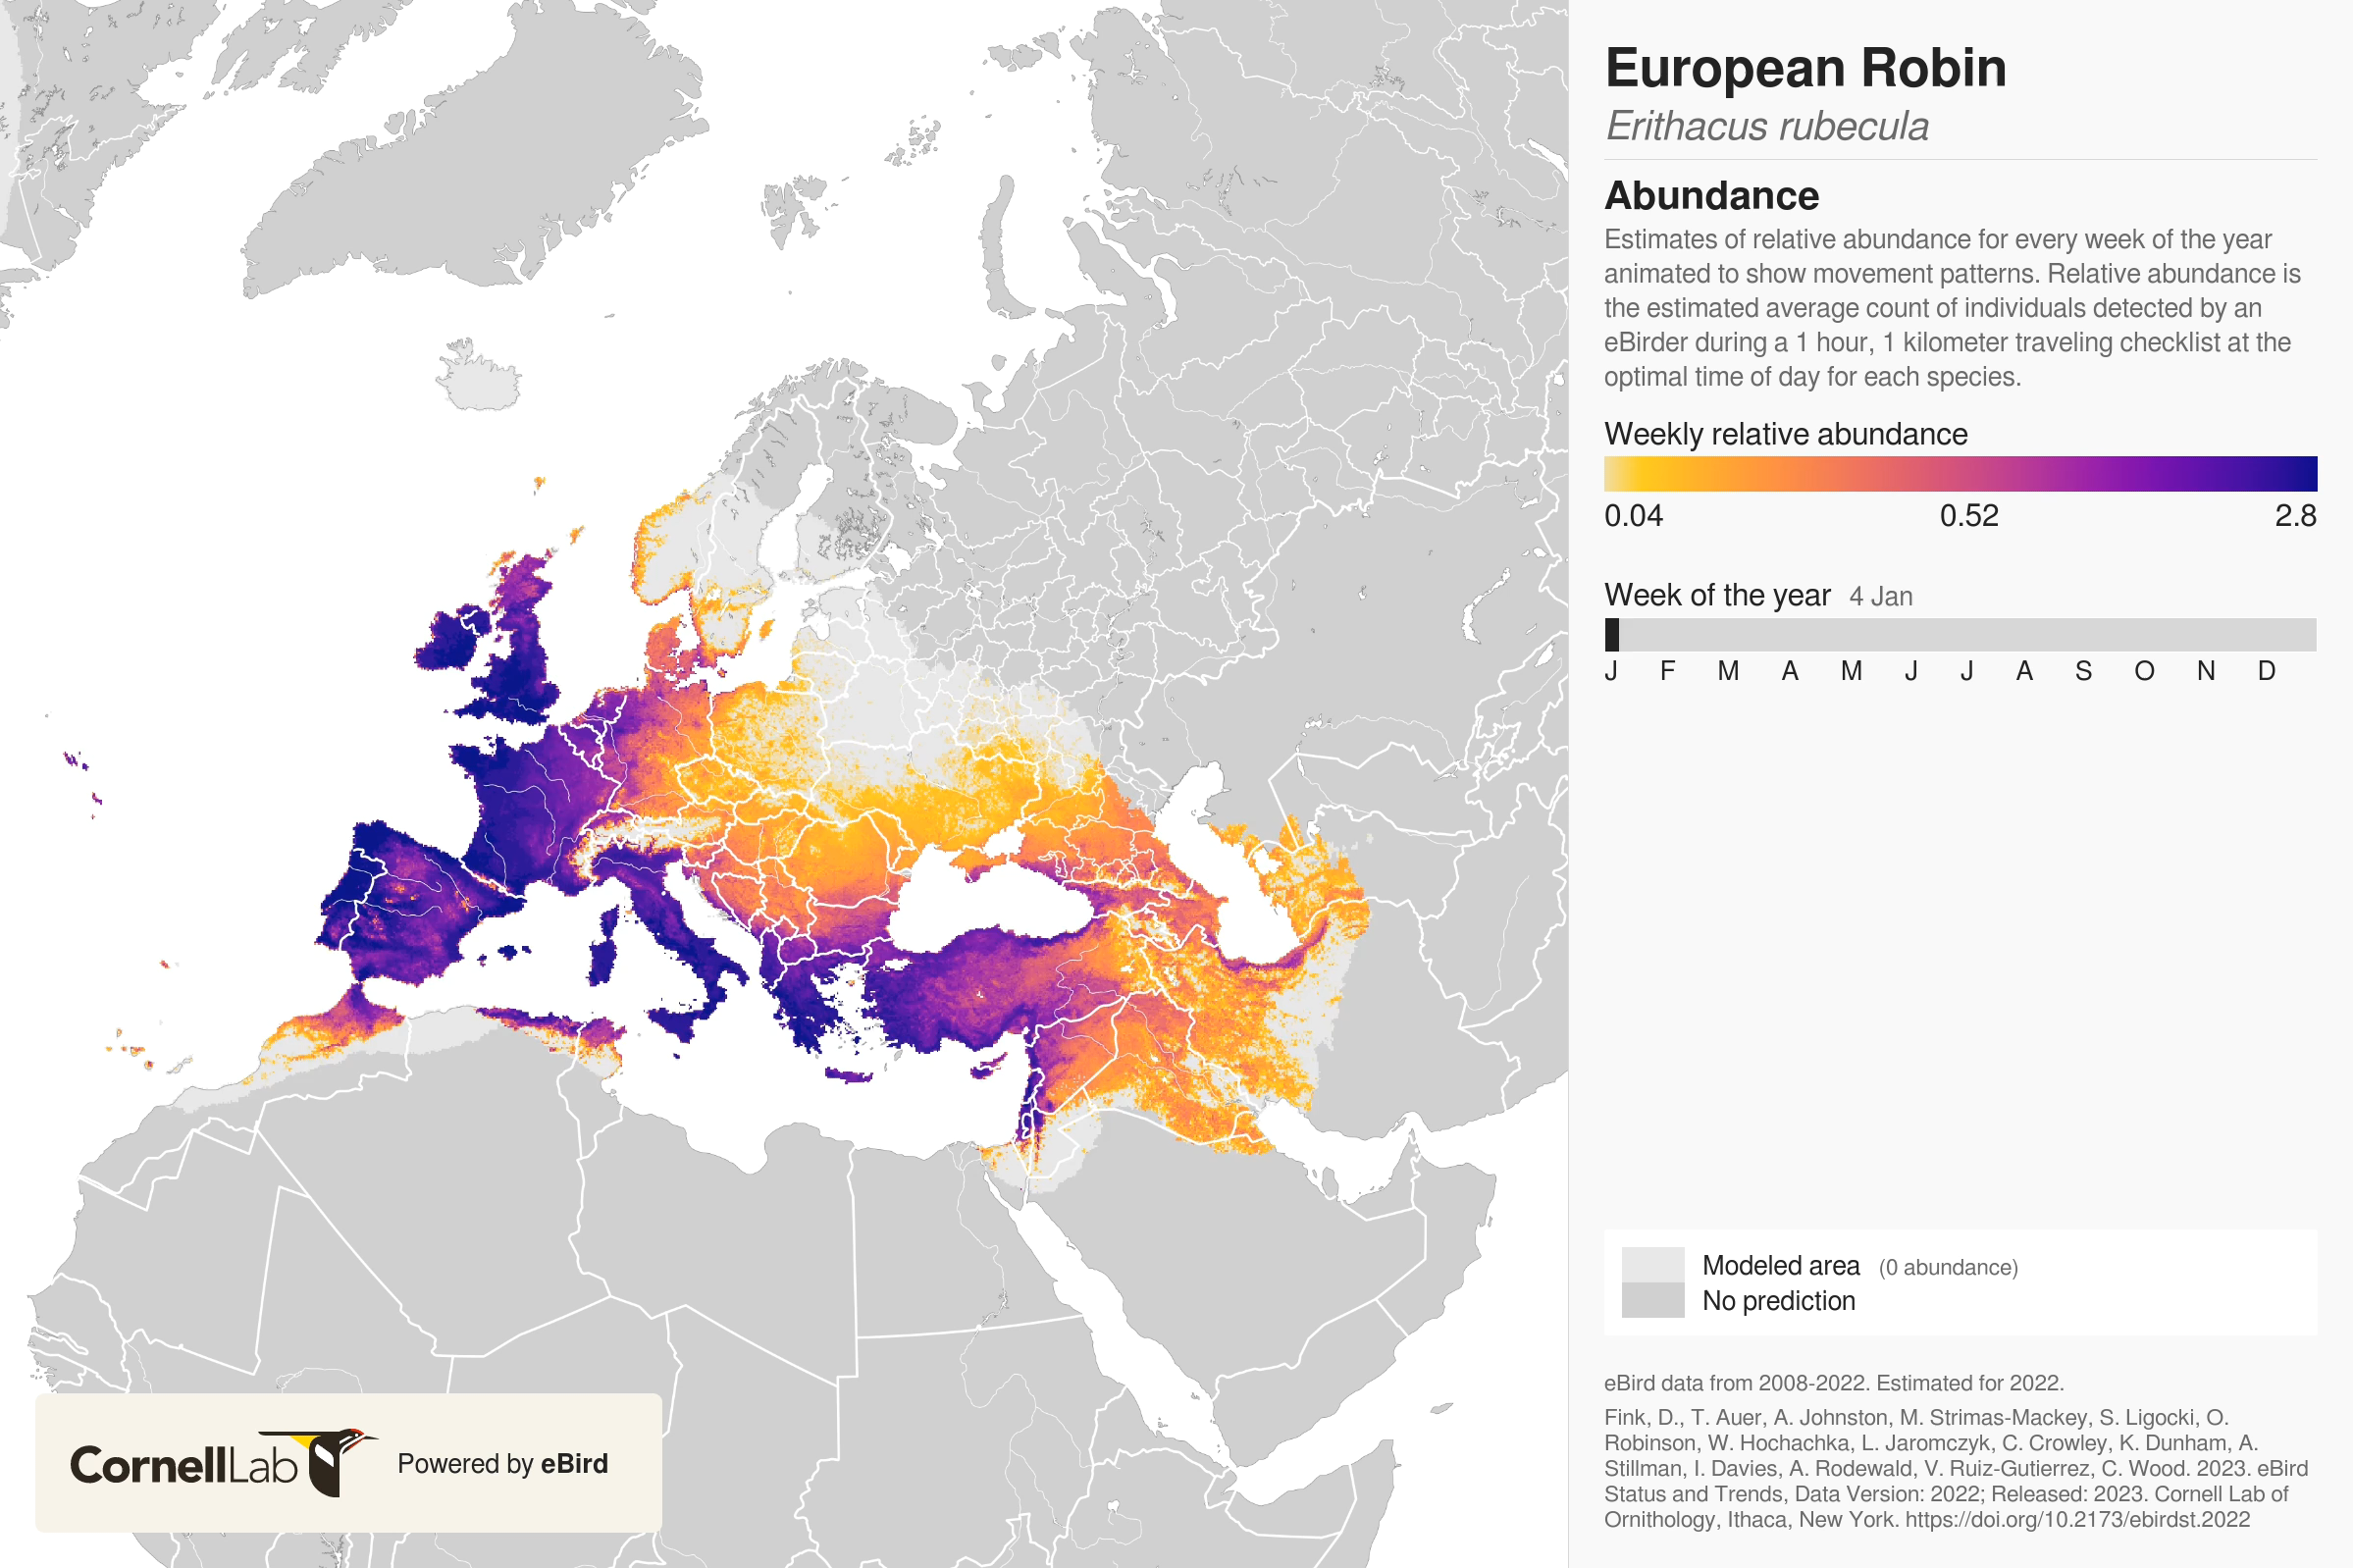 European Robin
Erithacus rubecula
Abundance
Estimates of relative abundance for every week of the year
animated to show movement patterns. Relative abundance is
the estimated average count of individuals detected by an
eBirder during a 1 hour, 1 kilometer traveling checklist at the
optimal time of day for each species.
Weekly relative abundance
0.04 0.52 2.8
Week of the year 4 Jan
J F M A M J J A S O N D
Modeled area (0 abundance)
No prediction
eBird data from 2008-2022. Estimated for 2022.
Fink, D., T. Auer, A. Johnston, M. Strimas-Mackey, S. Ligocki, O.
Robinson, W. Hochachka, L. Jaromczyk, C. Crowley, K. Dunham, A.
Stillman, I. Davies, A. Rodewald, V. Ruiz-Gutierrez, C. Wood. 2023. eBird
Status and Trends, Data Version: 2022; Released: 2023. Cornell Lab of
Ornithology, Ithaca, New York. https://doi.org/10.2173/ebirdst.2022
CornellLab Powered by eBird